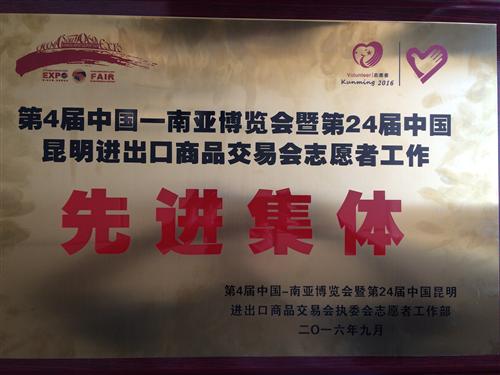 EXPO FAIR
Volunteer 志愿者
Kunming 2016
第4届中国—南亚博览会暨第24届中国
昆明进出口商品交易会志愿者工作
先进集体
第4届中国-南亚博览会暨第24届中国昆明
进出口商品交易会执委会志愿者工作部
二〇一六年九月